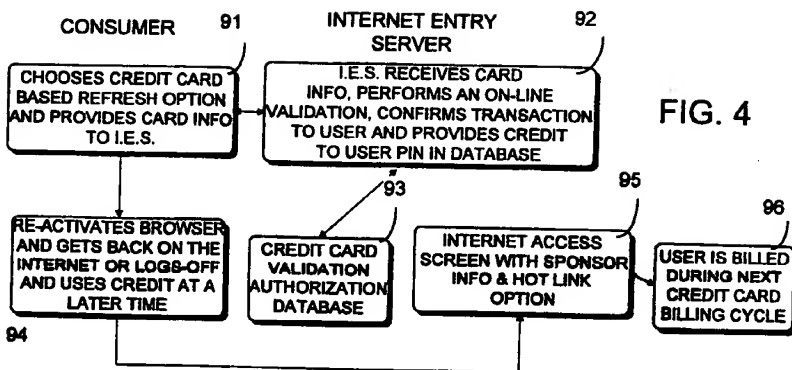 CONSUMER
91
INTERNET ENTRY
SERVER
92
CHOOSES CREDIT CARD
BASED REFRESH OPTION
AND PROVIDES CARD INFO
TO I.E.S.
I.E.S. RECEIVES CARD
INFO, PERFORMS AN ON-LINE
VALIDATION, CONFIRMS TRANSACTION
TO USER AND PROVIDES CREDIT
TO USER PIN IN DATABASE
FIG. 4
93
95
96
RE-ACTIVATES BROWSER
AND GETS BACK ON THE
INTERNET OR LOGS-OFF
AND USES CREDIT AT A
LATER TIME
CREDIT CARD
VALIDATION
AUTHORIZATION
DATABASE
INTERNET ACCESS
SCREEN WITH SPONSOR
INFO & HOT LINK
OPTION
USER IS BILLED
DURING NEXT
CREDIT CARD
BILLING CYCLE
94